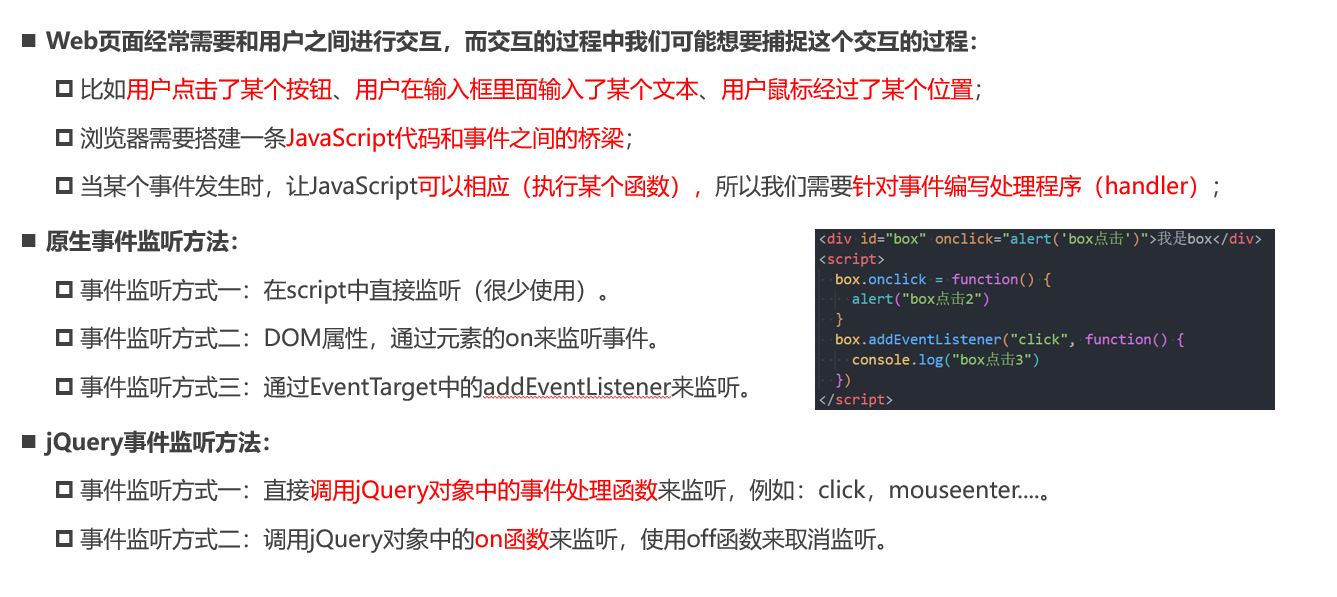 Web页面经常需要和用户之间进行交互，而交互的过程中我们可能想要捕捉这个交互的过程：
比如用户点击了某个按钮、用户在输入框里面输入了某个文本、用户鼠标经过了某个位置；
浏览器需要搭建一条JavaScript代码和事件之间的桥梁；
当某个事件发生时，让JavaScript可以相应（执行某个函数），所以我们需要针对事件编写处理程序（handler）；
原生事件监听方法：
事件监听方式一：在script中直接监听（很少使用）。
事件监听方式二：DOM属性，通过元素的on来监听事件。
事件监听方式三：通过EventTarget中的addEventListener来监听。
<div id="box" onclick="alert('box点击')">我是box</div>
<script>
box.onclick = function() {
alert("box点击2")
}
box.addEventListener("click", function() {
console.log("box点击3")
})
</script>
jQuery事件监听方法：
事件监听方式一：直接调用jQuery对象中的事件处理函数来监听，例如：click，mouseenter....。
事件监听方式二：调用jQuery对象中的on函数来监听，使用off函数来取消监听。